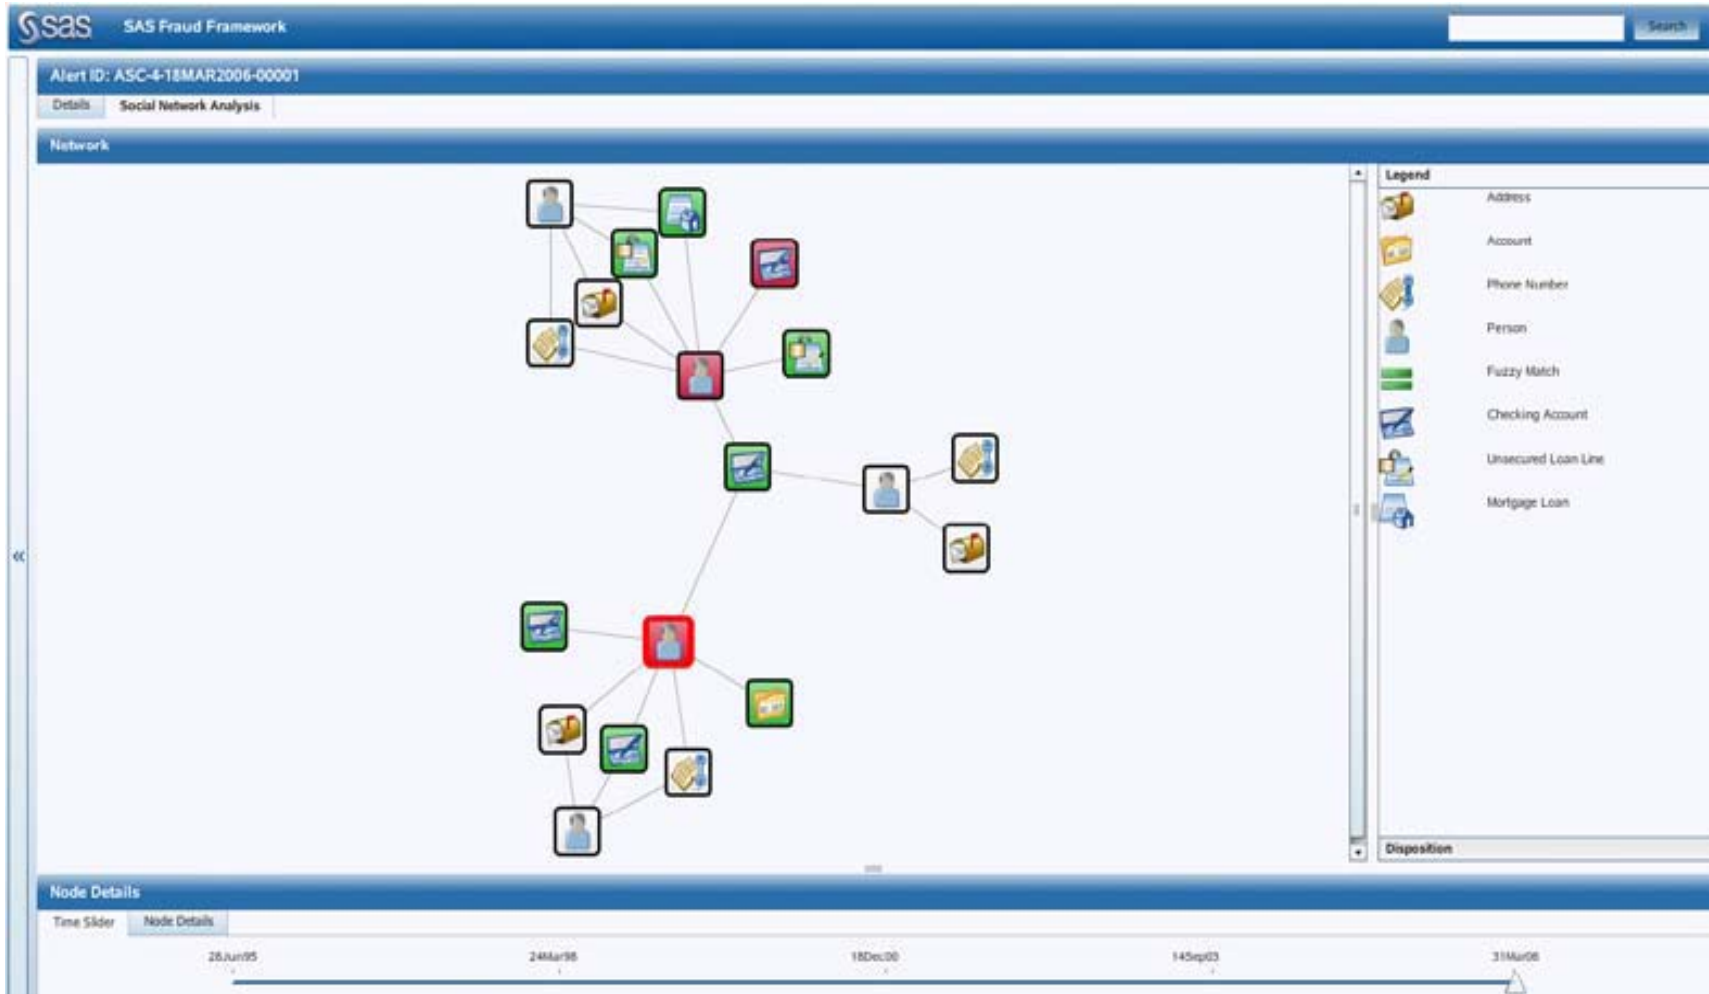 sas SAS Fraud Framework Search
Alert ID: ASC-4-18MAR2006-00001
Details Social Network Analysis
Network
Legend
Address
Account
Phone Number
Person
Fuzzy Match
Checking Account
Unsecured Loan Line
Mortgage Loan
Disposition
Node Details
Time Slider Node Details
28Jun95 24Mar98 18Dec00 14Sep03 31Mar06